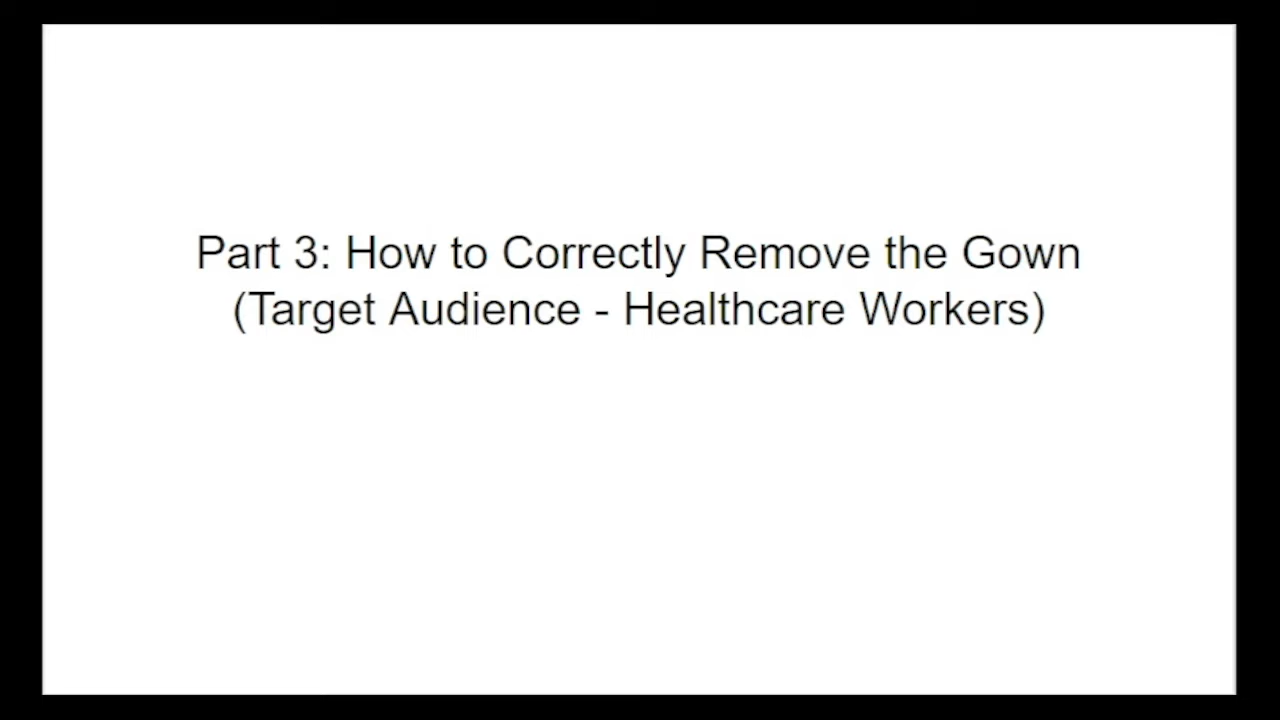 Part 3: How to Correctly Remove the Gown
(Target Audience - Healthcare Workers)